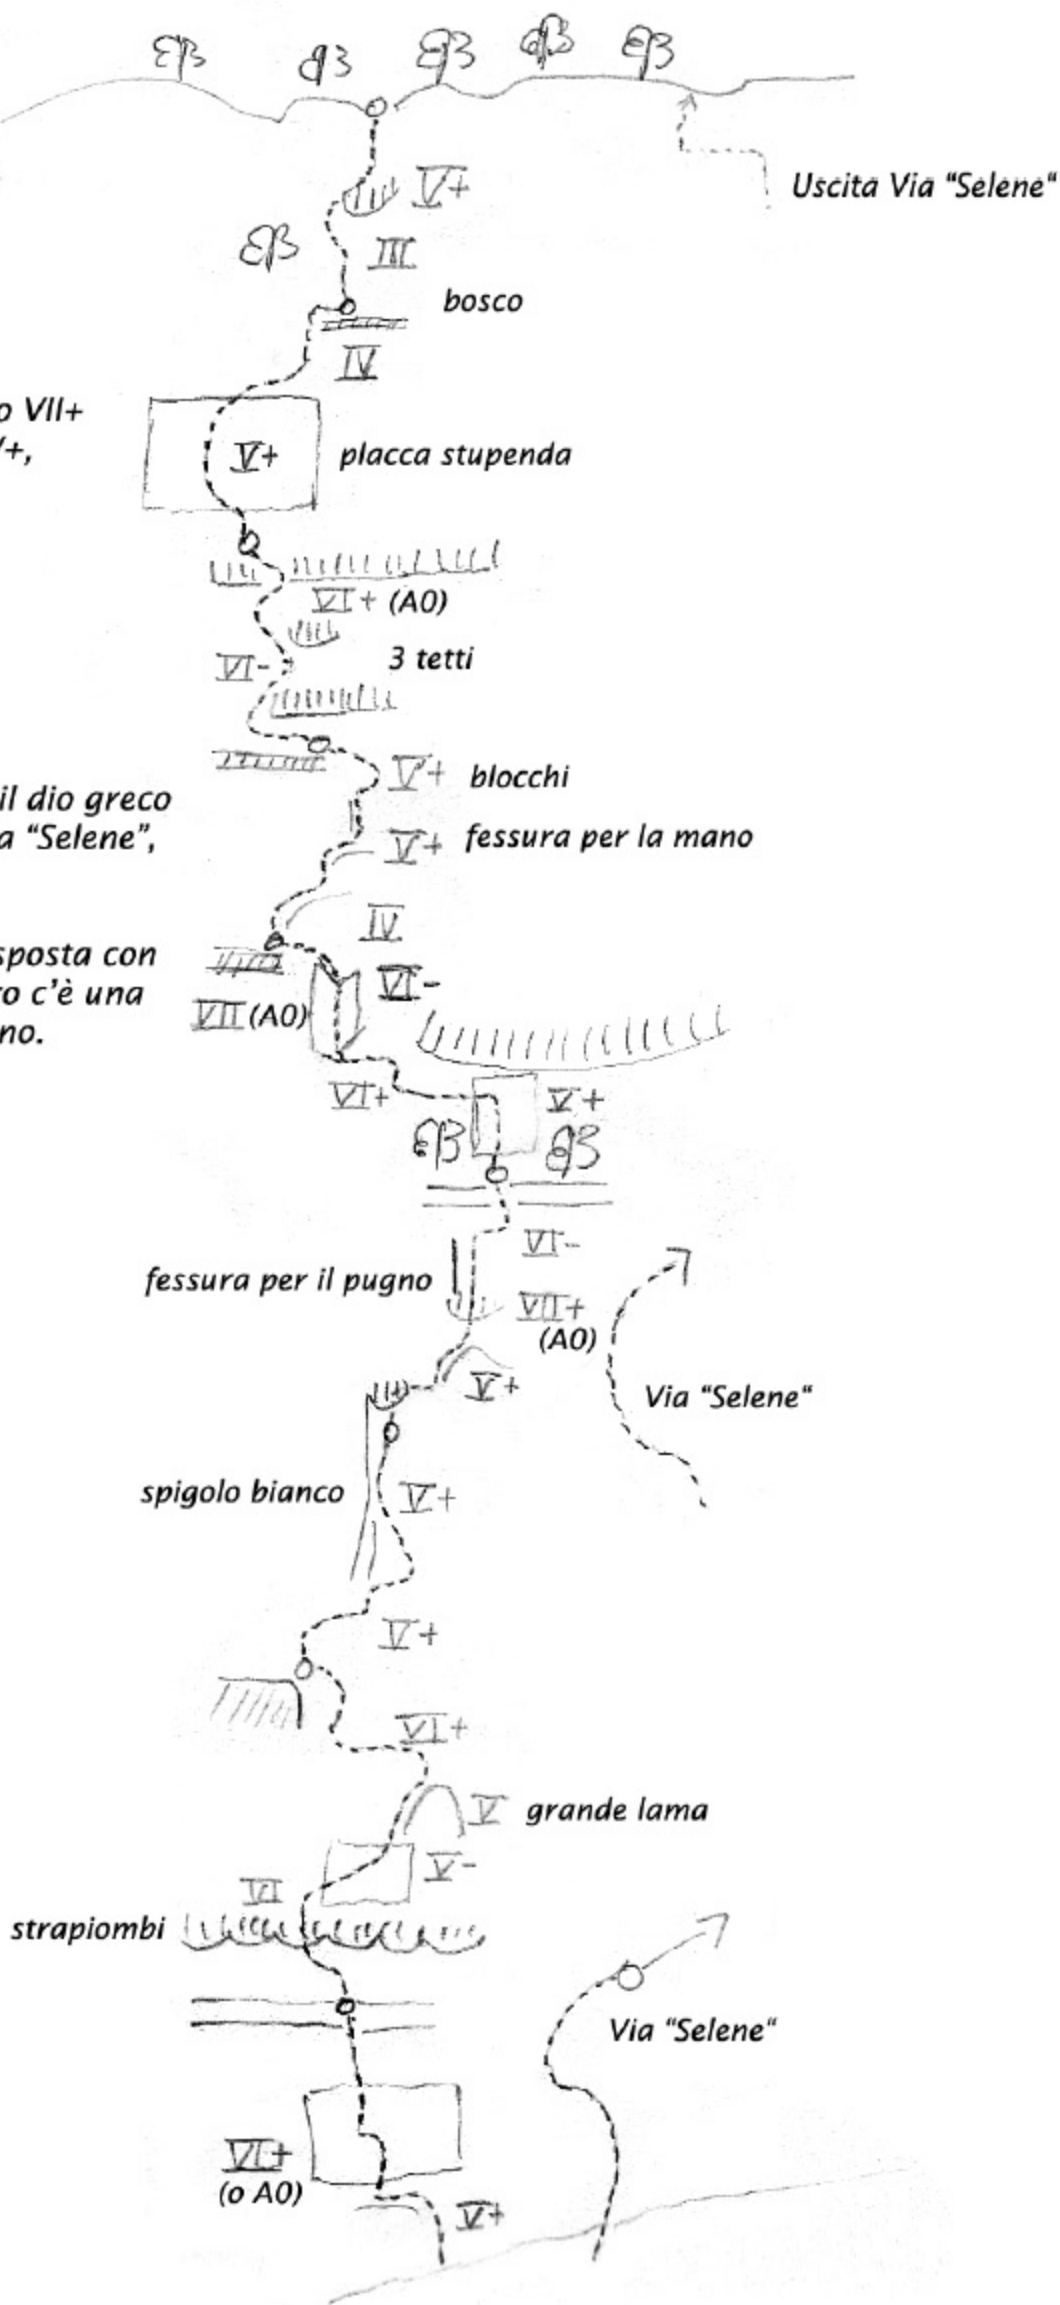 Uscita Via "Selene"
V+
III
bosco
IV
o VII+
/+,
V+ placca stupenda
VI+ (A0)
VI- 3 tetti
V+ blocchi
il dio greco
a "Selene",
V+ fessura per la mano
IV
sposta con
ro c'è una
no.
VI-
VII (A0)
VI+
V+
VI-
fessura per il pugno
VII+
(A0)
V+
Via "Selene"
spigolo bianco
V+
V+
VI+
V grande lama
V-
VI
strapiombi
Via "Selene"
VI+
(o A0)
V+